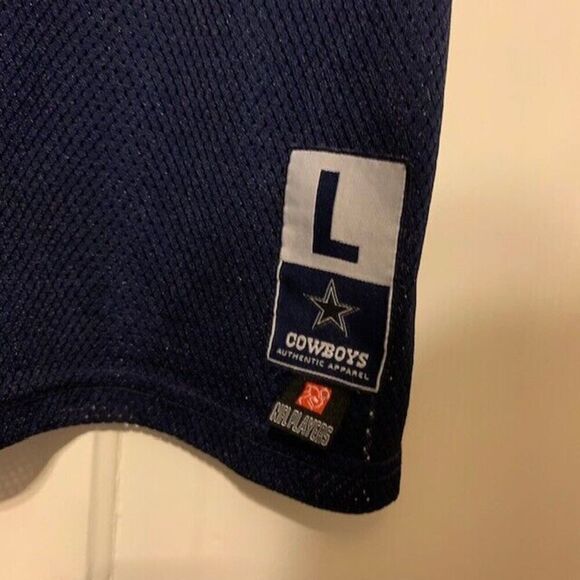 L
COWBOYS
AUTHENTIC APPAREL
NFL PLAYERS